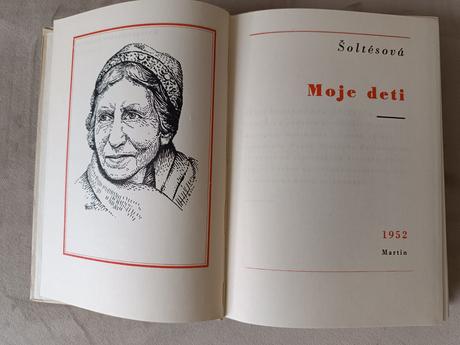 Šoltésová
Moje deti
1952
Martin